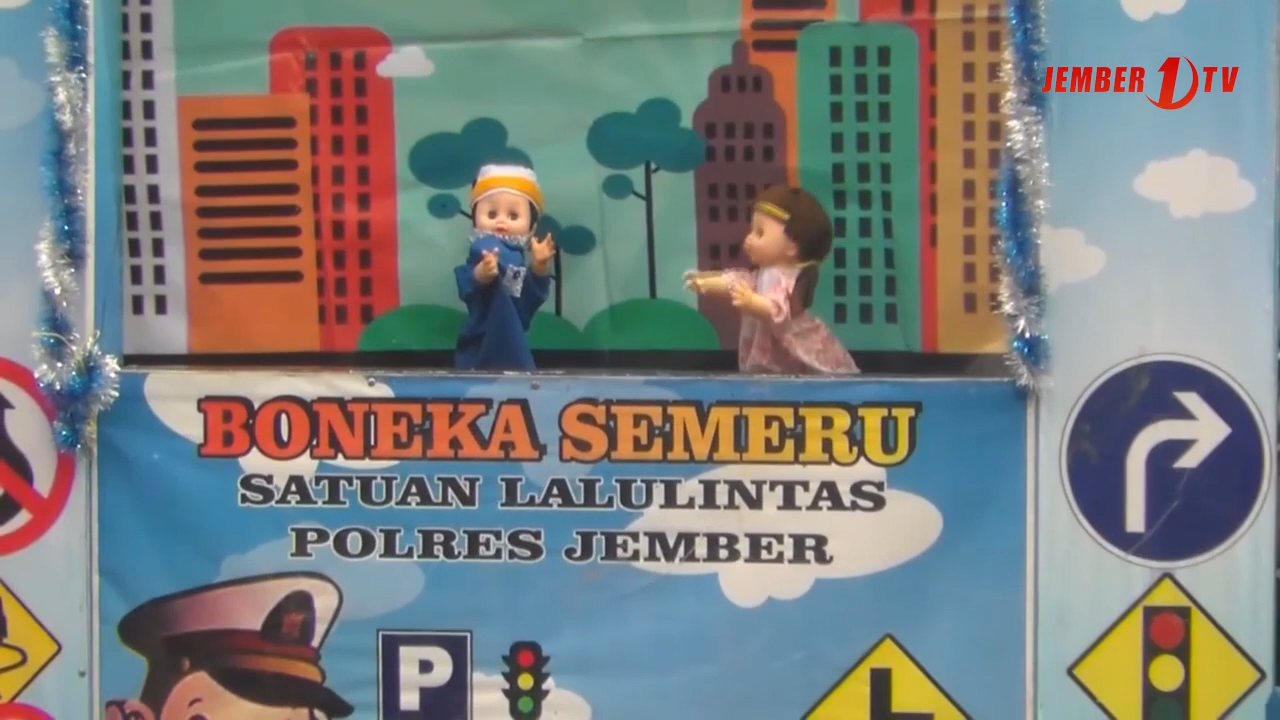 JEMBER 1 TV
BONEKA SEMERU
SATUAN LALULINTAS
POLRES JEMBER
P